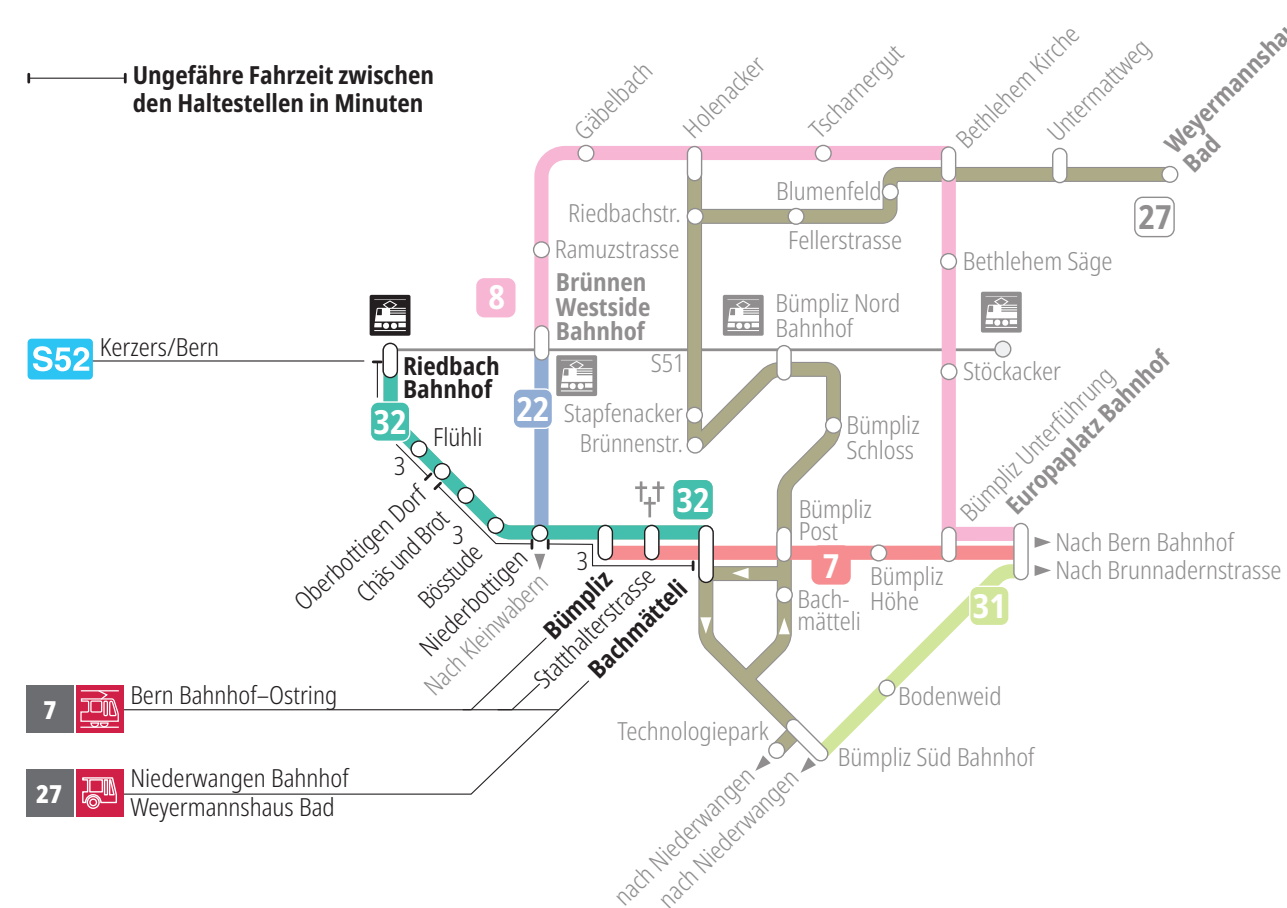 Ungefähre Fahrzeit zwischen
den Haltestellen in Minuten
Gäbelbach
Holenacker
Tscharnergut
Bethlehem Kirche
Untermattweg
Weyermannshaus
Bad
27
Blumenfeld
Riedbachstr.
Fellerstrasse
Ramuzstrasse
Bethlehem Säge
8
Brünnen
Westside
Bahnhof
Bümpliz Nord
Bahnhof
S52
Kerzers/Bern
Riedbach
Bahnhof
S51
Stöckacker
32
22
Stapfenacker
Brünnenstr.
Bümpliz
Schloss
Bümpliz Unterführung
Europaplatz Bahnhof
Flühli
3
Oberbottigen Dorf
Chäs und Brot
3
Bösstude
Niederbottigen
Nach Kleinwabern
32
3
Bümpliz
Statthalterstrasse
Bachmätteli
Bümpliz
Post
7
Bümpliz
Höhe
Bach-
mätteli
Nach Bern Bahnhof
Nach Brunnadernstrasse
31
Bodenweid
Technologiepark
Bümpliz Süd Bahnhof
nach Niederwangen
nach Niederwangen
7
Bern Bahnhof–Ostring
27
Niederwangen Bahnhof
Weyermannshaus Bad